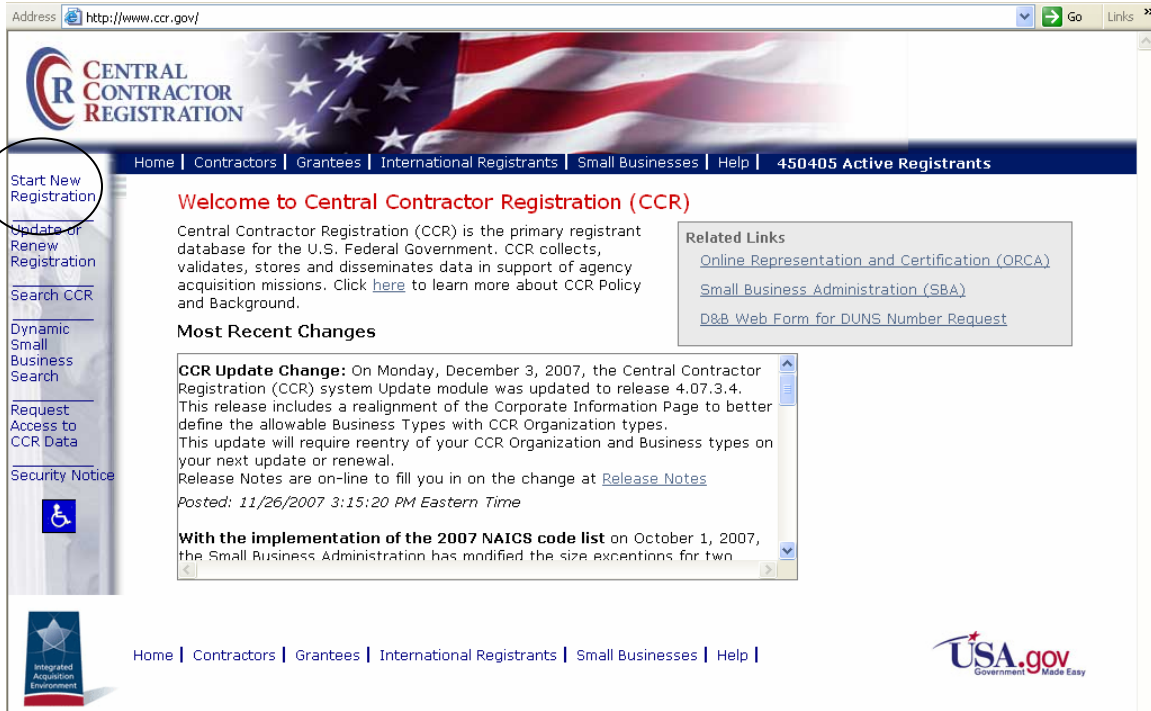 Address http://www.ccr.gov/ Go Links »
CENTRAL
CONTRACTOR
REGISTRATION
Home | Contractors | Grantees | International Registrants | Small Businesses | Help | 450405 Active Registrants
Start New
Registration
Update or
Renew
Registration
Search CCR
Dynamic
Small
Business
Search
Request
Access to
CCR Data
Security Notice
Welcome to Central Contractor Registration (CCR)
Central Contractor Registration (CCR) is the primary registrant
database for the U.S. Federal Government. CCR collects,
validates, stores and disseminates data in support of agency
acquisition missions. Click here to learn more about CCR Policy
and Background.
Related Links
Online Representation and Certification (ORCA)
Small Business Administration (SBA)
D&B Web Form for DUNS Number Request
Most Recent Changes
CCR Update Change: On Monday, December 3, 2007, the Central Contractor
Registration (CCR) system Update module was updated to release 4.07.3.4.
This release includes a realignment of the Corporate Information Page to better
define the allowable Business Types with CCR Organization types.
This update will require reentry of your CCR Organization and Business types on
your next update or renewal.
Release Notes are on-line to fill you in on the change at Release Notes
Posted: 11/26/2007 3:15:20 PM Eastern Time
With the implementation of the 2007 NAICS code list on October 1, 2007,
the Small Business Administration has modified the size exceptions for two
Integrated
Acquisition
Environment
Home | Contractors | Grantees | International Registrants | Small Businesses | Help |
USA.gov
Government Made Easy